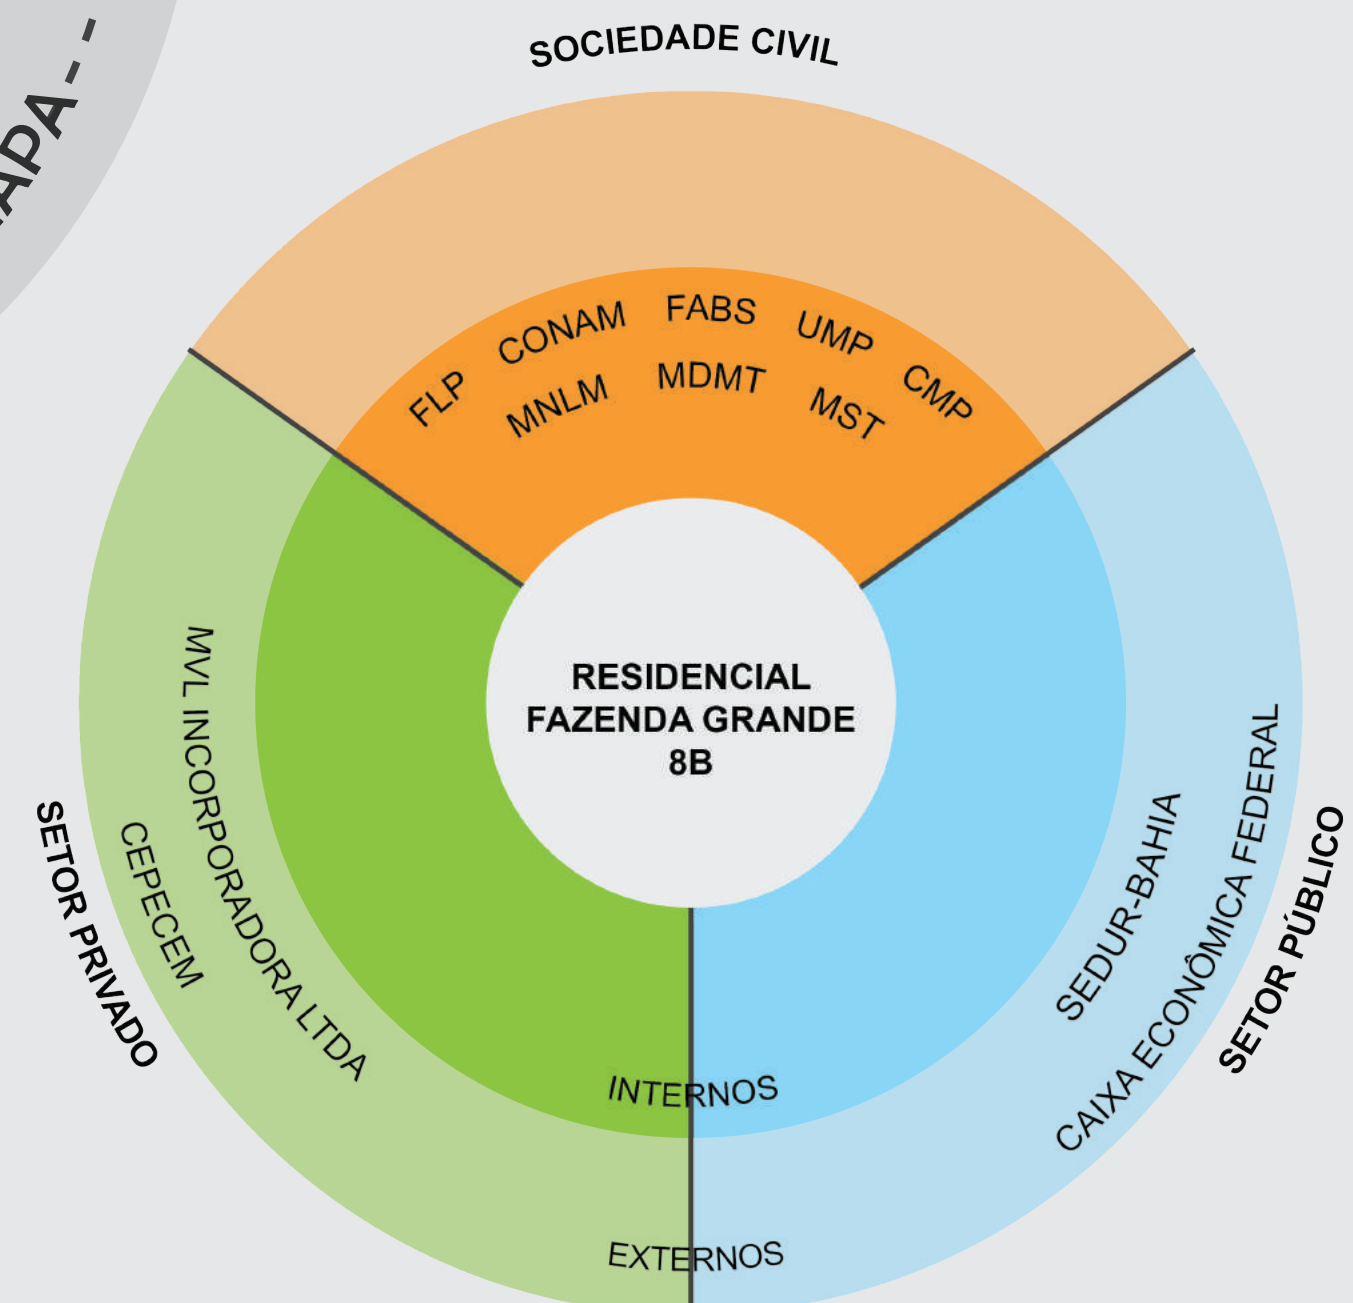 SOCIEDADE CIVIL
FLP
CONAM
FABS
UMP
CMP
MNLM
MDMT
MST
RESIDENCIAL
FAZENDA GRANDE
8B
MVL INCORPORADORA LTDA
CEPECEM
SETOR PRIVADO
SEDUR-BAHIA
CAIXA ECONÔMICA FEDERAL
SETOR PÚBLICO
INTERNOS
EXTERNOS